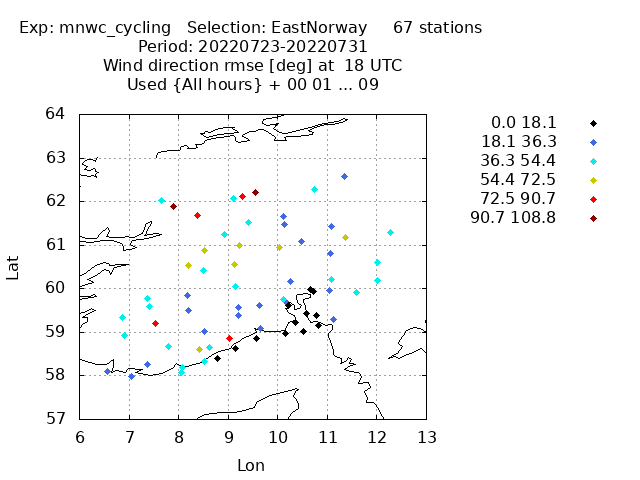 Exp: mnwc_cycling   Selection: EastNorway     67 stations
Period: 20220723-20220731
Wind direction rmse [deg] at  18 UTC
Used {All hours} + 00 01 ... 09
0.0 18.1
18.1 36.3
36.3 54.4
54.4 72.5
72.5 90.7
90.7 108.8
64
63
62
61
60
59
58
57
Lat
6 7 8 9 10 11 12 13
Lon